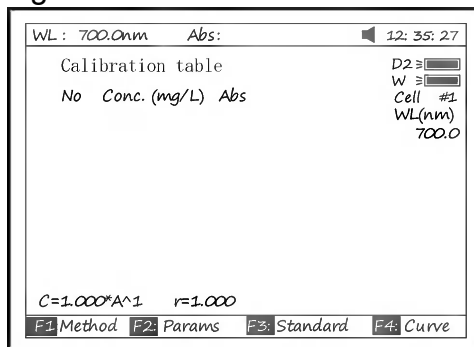 WL: 700.0nm Abs: 12:35:27
Calibration table
D2
W
No Conc. (mg/L) Abs
Cell #1
WL(nm)
700.0
C=1.000*A^1 r=1.000
F1 Method F2: Params F3: Standard F4: Curve